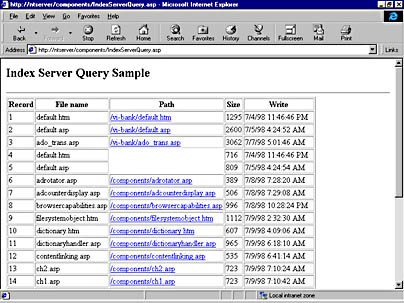 http://ntserver/components/IndexServerQuery.asp - Microsoft Internet Explorer
File Edit View Go Favorites Help
Back Forward Stop Refresh Home Search Favorites History Channels Fullscreen Mail Print
Address http://ntserver/components/IndexServerQuery.asp Links
Index Server Query Sample
Record File name Path Size Write
1 default.htm /vi-bank/default.htm 1295 7/4/98 11:46:46 PM
2 default.asp /vi-bank/default.asp 2600 7/5/98 4:24:52 AM
3 ado_trans.asp /vi-bank/ado_trans.asp 3062 7/7/98 5:01:46 AM
4 default.htm 716 7/4/98 11:46:46 PM
5 default.asp 809 7/5/98 4:24:54 AM
6 adrotator.asp /components/adrotator.asp 389 7/5/98 7:28:20 AM
7 adcounterdisplay.asp /components/adcounterdisplay.asp 506 7/8/98 7:29:08 AM
8 browsercapabilities.asp /components/browsercapabilities.asp 996 7/8/98 10:28:24 PM
9 filesystemobject.htm /components/filesystemobject.htm 1112 7/9/98 2:32:30 AM
10 dictionary.htm /components/dictionary.htm 607 7/9/98 4:09:06 AM
11 dictionaryhandler.asp /components/dictionaryhandler.asp 965 7/9/98 6:18:10 AM
12 contentlinking.asp /components/contentlinking.asp 535 7/9/98 6:41:14 AM
13 ch2.asp /components/ch2.asp 723 7/9/98 7:10:24 AM
14 ch1.asp /components/ch1.asp 723 7/9/98 7:10:42 AM
Local intranet zone